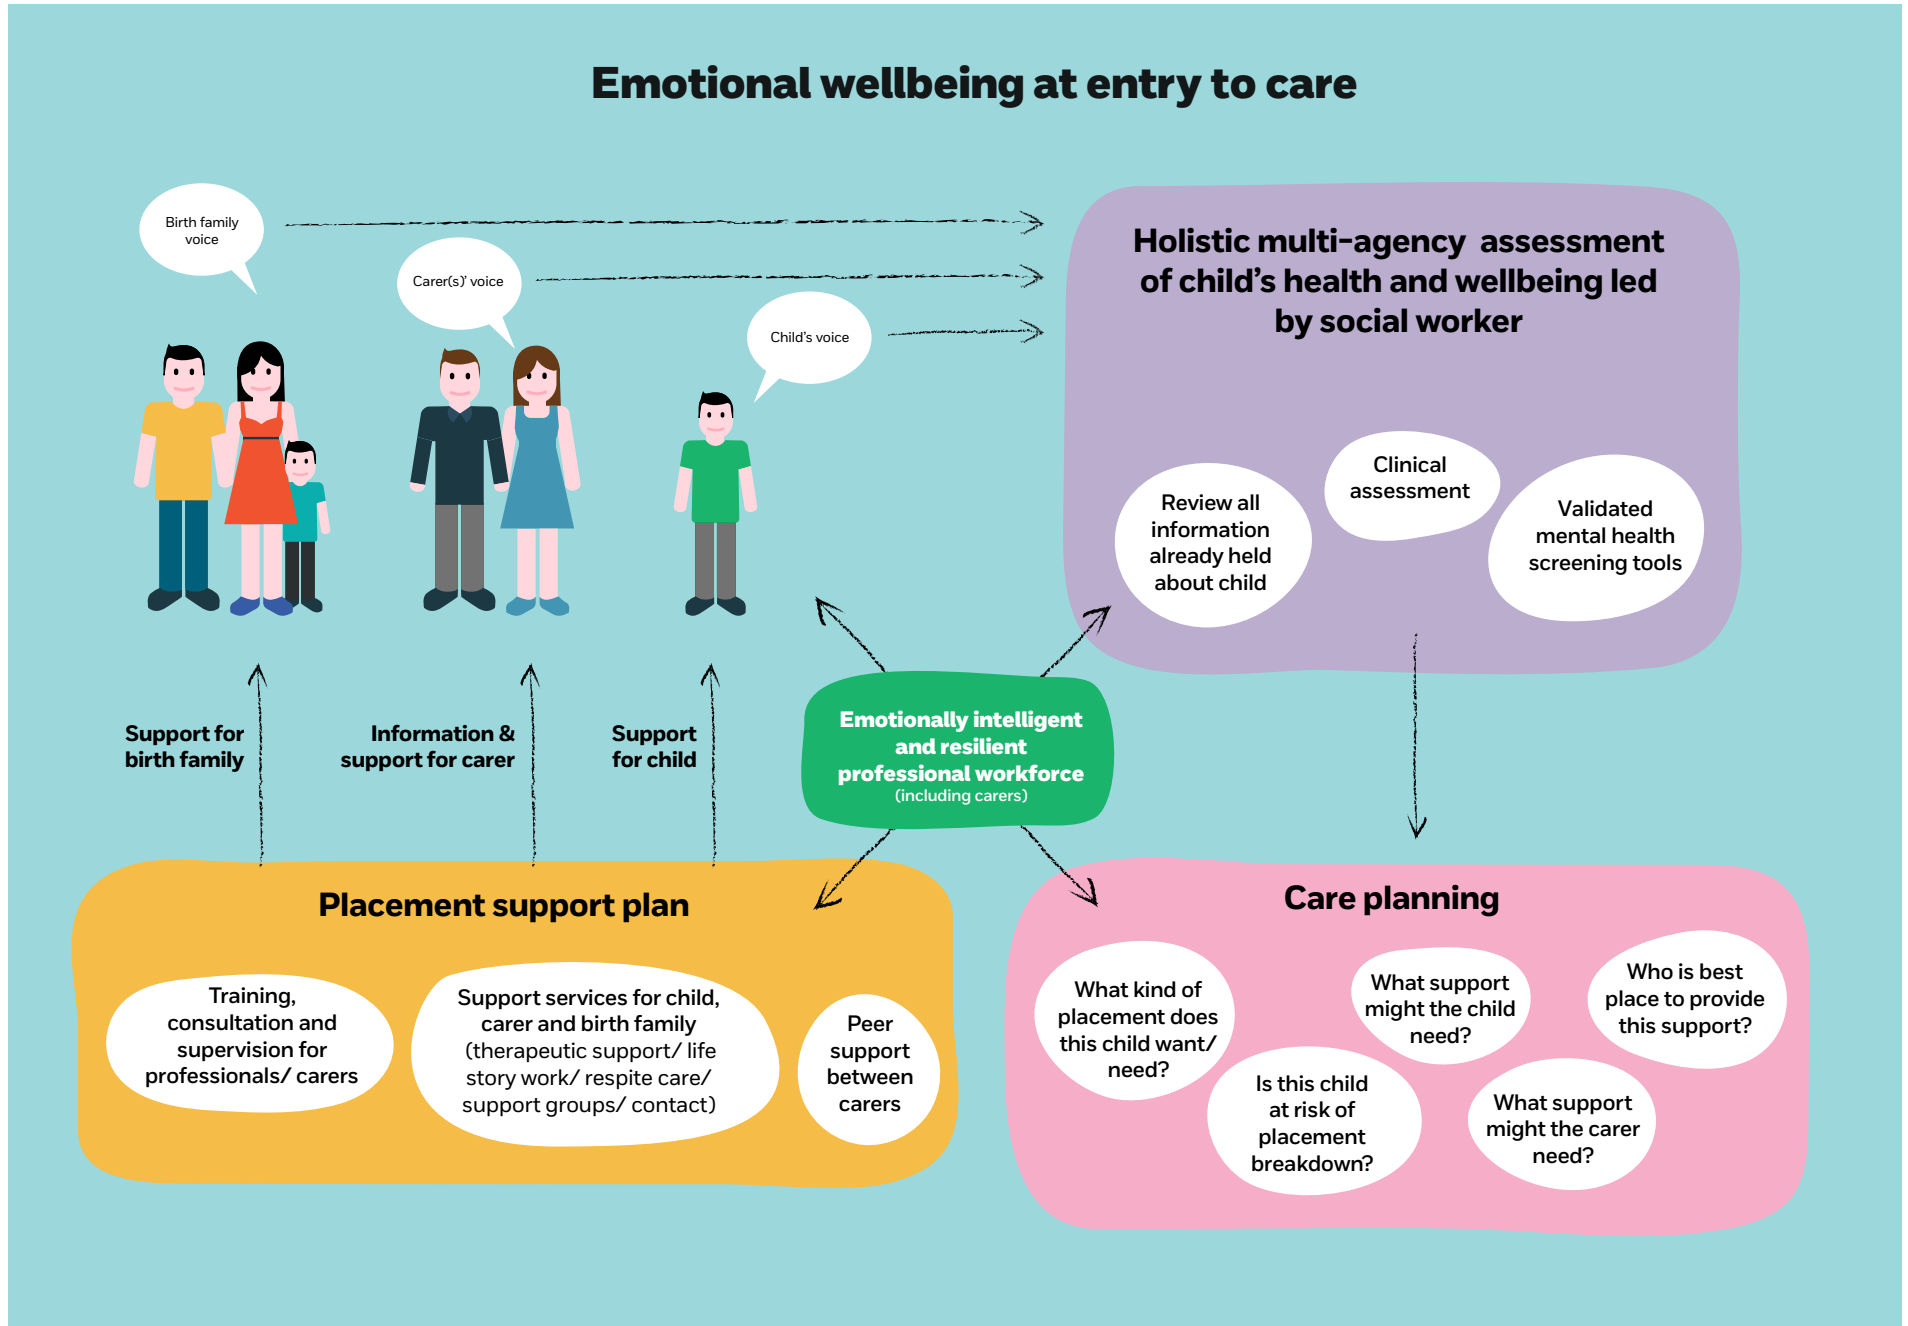 Emotional wellbeing at entry to care
Birth family
voice
Carer(s)' voice
Child's voice
Holistic multi-agency assessment
of child's health and wellbeing led
by social worker
Review all
information
already held
about child
Clinical
assessment
Validated
mental health
screening tools
Support for
birth family
Information &
support for carer
Support
for child
Emotionally intelligent
and resilient
professional workforce
(including carers)
Placement support plan
Training,
consultation and
supervision for
professionals/ carers
Support services for child,
carer and birth family
(therapeutic support/ life
story work/ respite care/
support groups/ contact)
Peer
support
between
carers
Care planning
What kind of
placement does
this child want/
need?
Is this child
at risk of
placement
breakdown?
What support
might the child
need?
What support
might the carer
need?
Who is best
place to provide
this support?